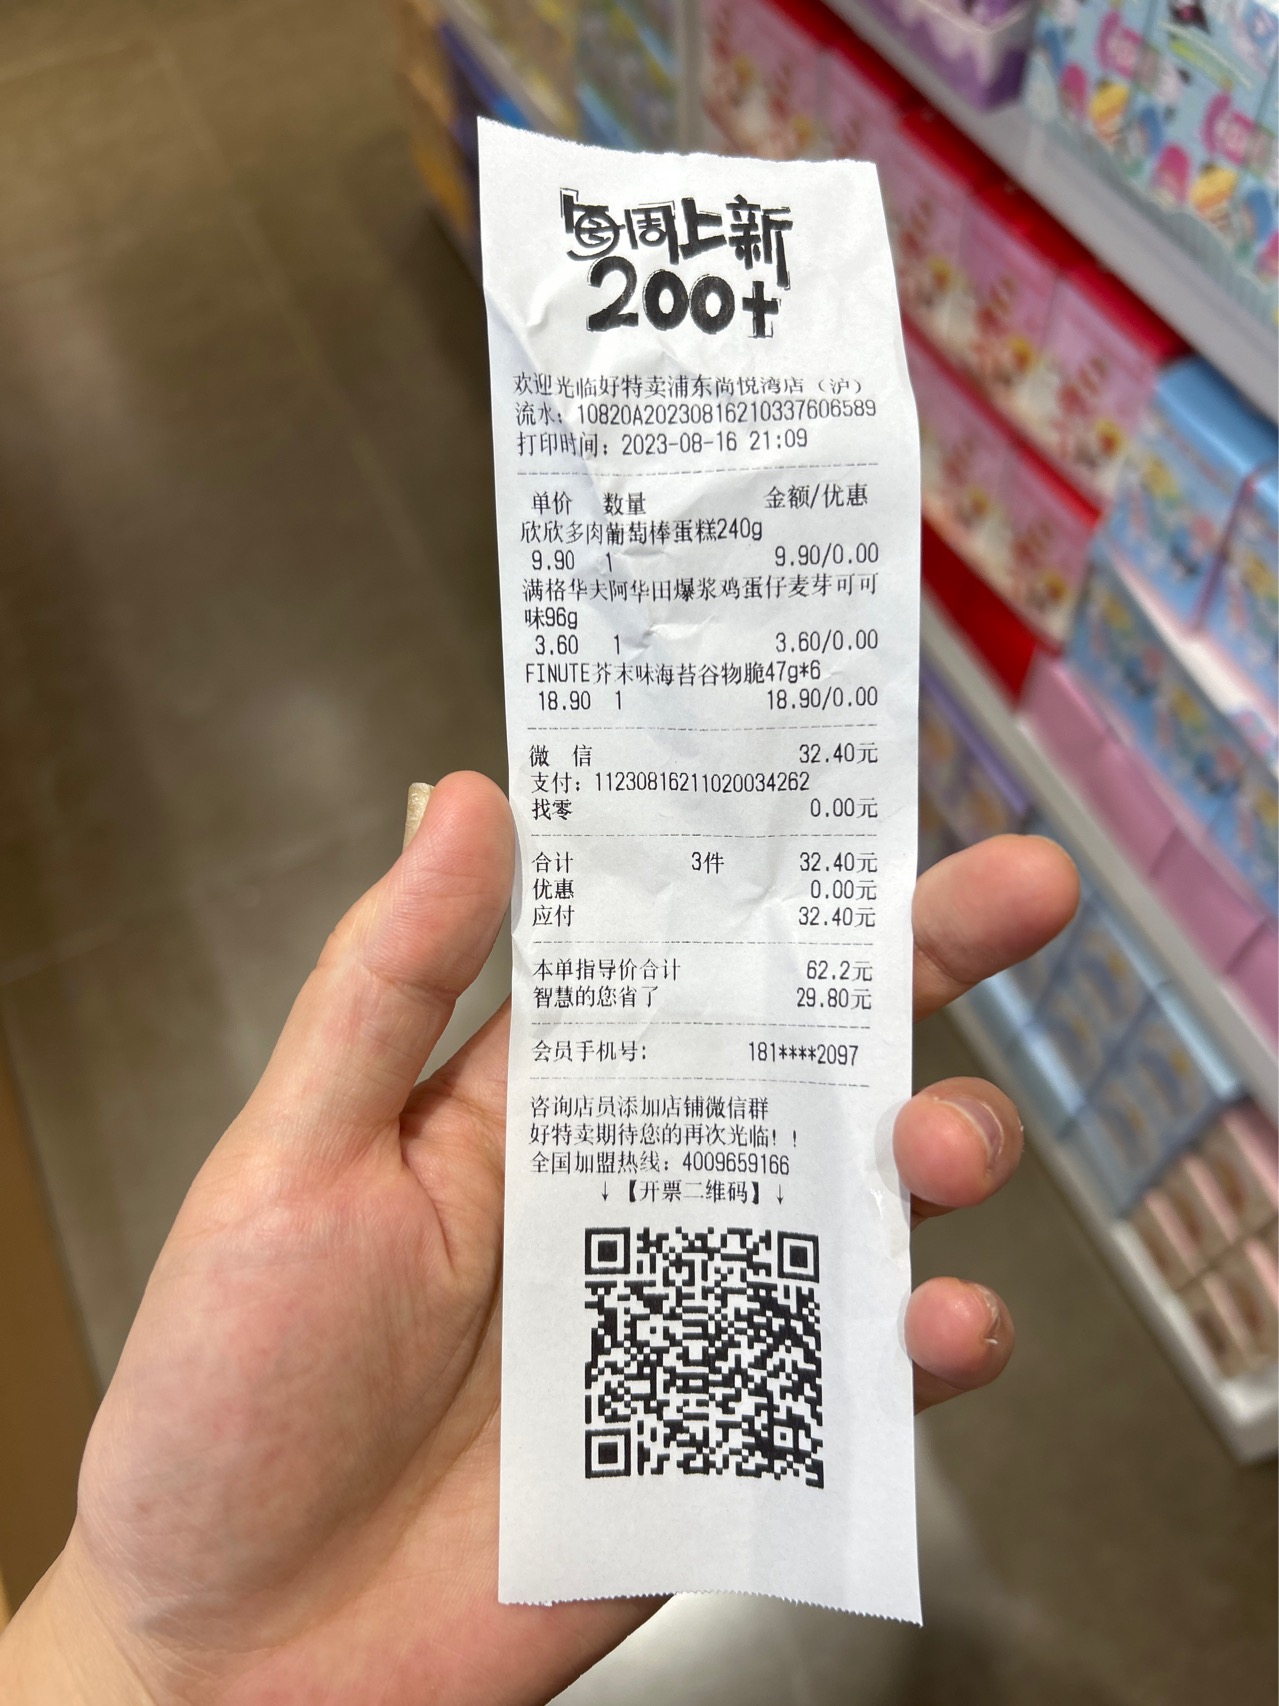 每周上新
200+
欢迎光临好特卖浦东尚悦湾店（沪）
流水：10820A202308162103376065​89
打印时间：2023-08-16 21:09
单价 数量 金额/优惠
欣欣多肉葡萄棒蛋糕240g
9.90 1 9.90/0.00
满格华夫阿华田爆浆鸡蛋仔麦芽可可
味96g
3.60 1 3.60/0.00
FINUTE芥末味海苔谷物脆47g*6
18.90 1 18.90/0.00
微 信 32.40元
支付：11230816211020034262
找零 0.00元
合计 3件 32.40元
优惠 0.00元
应付 32.40元
本单指导价合计 62.2元
智慧的您省了 29.80元
会员手机号: 181****2097
咨询店员添加店铺微信群
好特卖期待您的再次光临！！
全国加盟热线：4009659166
↓【开票二维码】↓